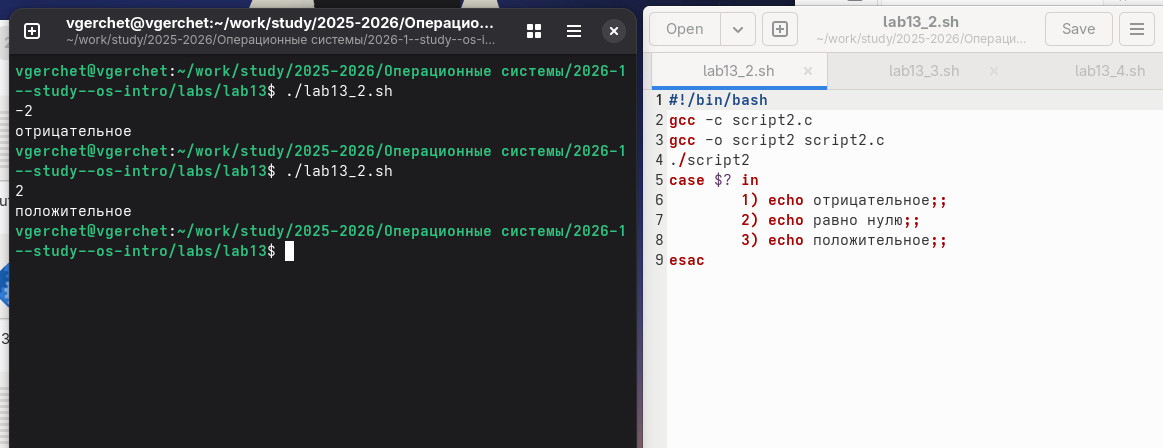 vgerchet@vgerchet:~/work/study/2025-2026/Операцио...
~/work/study/2025-2026/Операционные системы/2026-1--study--os-i...
vgerchet@vgerchet:~/work/study/2025-2026/Операционные системы/2026-1
--study--os-intro/labs/lab13$ ./lab13_2.sh
-2
отрицательное
vgerchet@vgerchet:~/work/study/2025-2026/Операционные системы/2026-1
--study--os-intro/labs/lab13$ ./lab13_2.sh
2
положительное
vgerchet@vgerchet:~/work/study/2025-2026/Операционные системы/2026-1
--study--os-intro/labs/lab13$
Open
lab13_2.sh
~/work/study/2025-2026/Операци...
Save
lab13_2.sh
lab13_3.sh
lab13_4.sh
1 #!/bin/bash
2 gcc -c script2.c
3 gcc -o script2 script2.c
4 ./script2
5 case $? in
6 1) echo отрицательное;;
7 2) echo равно нулю;;
8 3) echo положительное;;
9 esac